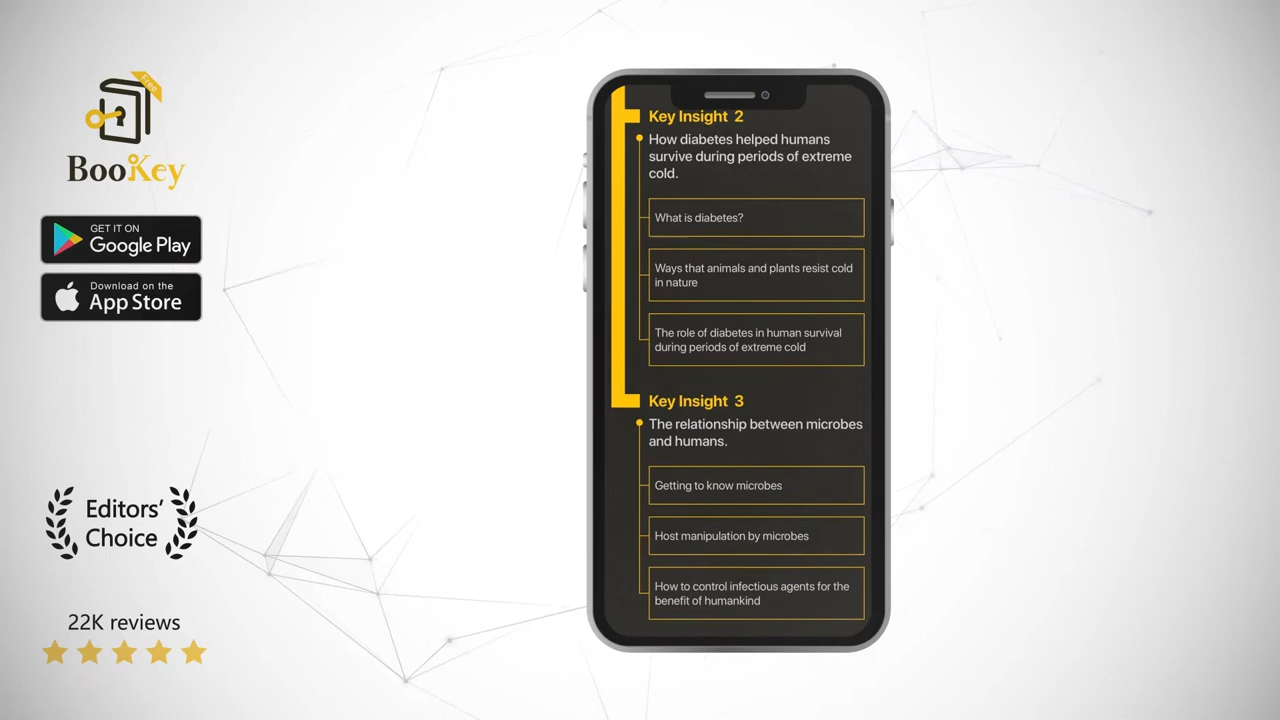 Free
BooKey
GET IT ON
Google Play
Download on the
App Store
Editors'
Choice
22K reviews
Key Insight 2
How diabetes helped humans
survive during periods of extreme
cold.
What is diabetes?
Ways that animals and plants resist cold
in nature
The role of diabetes in human survival
during periods of extreme cold
Key Insight 3
The relationship between microbes
and humans.
Getting to know microbes
Host manipulation by microbes
How to control infectious agents for the
benefit of humankind